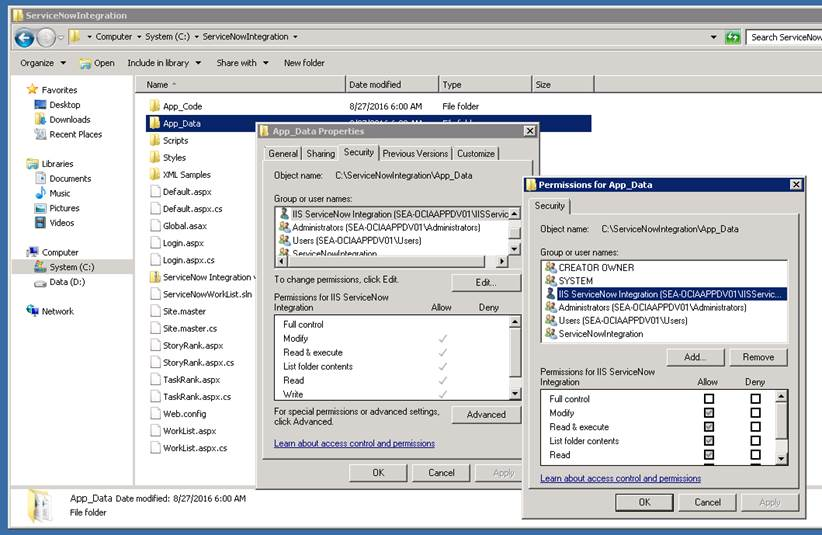 ServiceNowIntegration
Computer System (C:) ServiceNowIntegration
Search ServiceNow
Organize Open Include in library Share with New folder
Favorites
Desktop
Downloads
Recent Places
Libraries
Documents
Music
Pictures
Videos
Computer
System (C:)
Data (D:)
Network
Name Date modified Type Size
App_Code 8/27/2016 6:00 AM File folder
App_Data
Scripts
Styles
XML Samples
Default.aspx
Default.aspx.cs
Global.asax
Login.aspx
Login.aspx.cs
ServiceNow Integration
ServiceNowWorkList.sln
Site.master
Site.master.cs
StoryRank.aspx
StoryRank.aspx.cs
TaskRank.aspx
TaskRank.aspx.cs
Web.config
WorkList.aspx
WorkList.aspx.cs
App_Data Properties
General Sharing Security Previous Versions Customize
Object name: C:\ServiceNowIntegration\App_Data
Group or user names:
IIS ServiceNow Integration (SEA-OCIAAPPDV01\IISServic
Administrators (SEA-OCIAAPPDV01\Administrators)
Users (SEA-OCIAAPPDV01\Users)
ServiceNowIntegration
To change permissions, click Edit.
Edit...
Permissions for IIS ServiceNow
Integration Allow Deny
Full control
Modify
Read & execute
List folder contents
Read
Write
For special permissions or advanced settings,
click Advanced.
Advanced
Learn about access control and permissions
OK Cancel Apply
Permissions for App_Data
Security
Object name: C:\ServiceNowIntegration\App_Data
Group or user names:
CREATOR OWNER
SYSTEM
IIS ServiceNow Integration (SEA-OCIAAPPDV01\IISServic...
Administrators (SEA-OCIAAPPDV01\Administrators)
Users (SEA-OCIAAPPDV01\Users)
ServiceNowIntegration
Add... Remove
Permissions for IIS ServiceNow
Integration Allow Deny
Full control
Modify
Read & execute
List folder contents
Read
Learn about access control and permissions
OK Cancel Apply
App_Data Date modified: 8/27/2016 6:00 AM
File folder